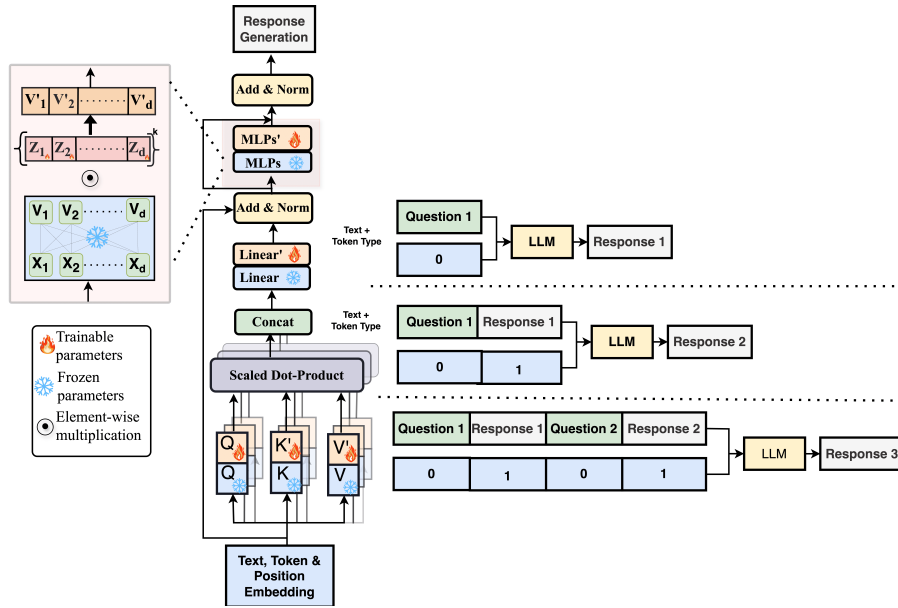 Response
Generation
Add & Norm
MLPs'
MLPs
Add & Norm
Linear'
Linear
Concat
Scaled Dot-Product
Q'
K'
V'
Q
K
V
Text, Token &
Position
Embedding
V'1 V'2 ........ V'd
{ Z1 Z2 ........ Zd }k
V1 V2 ........ Vd
X1 X2 ........ Xd
Trainable
parameters
Frozen
parameters
Element-wise
multiplication
Text +
Token Type
Question 1
0
LLM
Response 1
Text +
Token Type
Question 1 Response 1
0 1
LLM
Response 2
Question 1 Response 1 Question 2 Response 2
0 1 0 1
LLM
Response 3